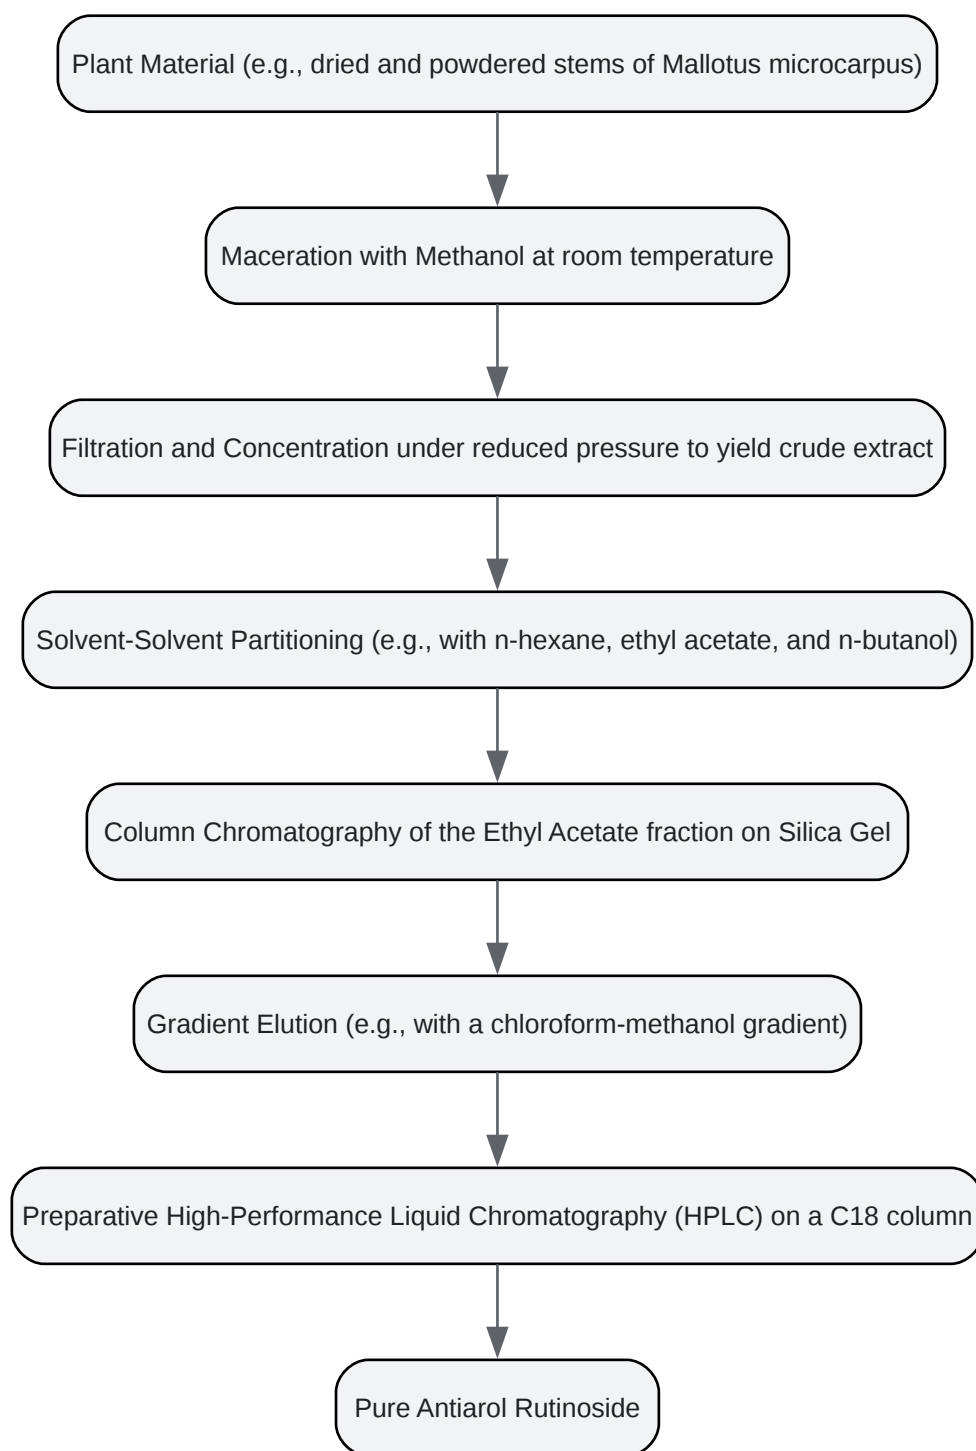 Plant Material (e.g., dried and powdered stems of Mallotus microcarpus)
Maceration with Methanol at room temperature
Filtration and Concentration under reduced pressure to yield crude extract
Solvent-Solvent Partitioning (e.g., with n-hexane, ethyl acetate, and n-butanol)
Column Chromatography of the Ethyl Acetate fraction on Silica Gel
Gradient Elution (e.g., with a chloroform-methanol gradient)
Preparative High-Performance Liquid Chromatography (HPLC) on a C18 column
Pure Antiarol Rutinoside